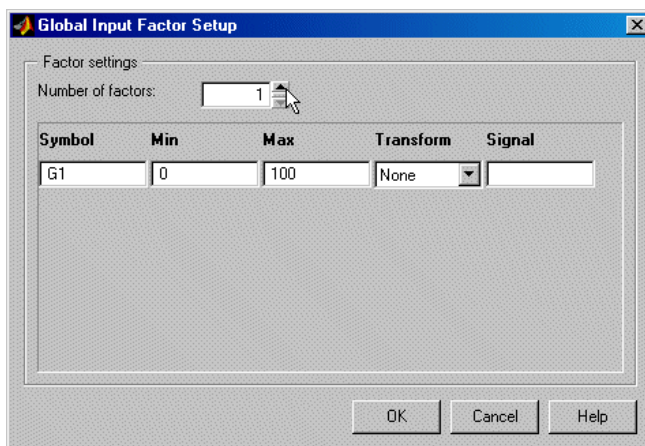 Global Input Factor Setup
Factor settings
Number of factors: 1
Symbol Min Max Transform Signal
G1 0 100 None
OK Cancel Help